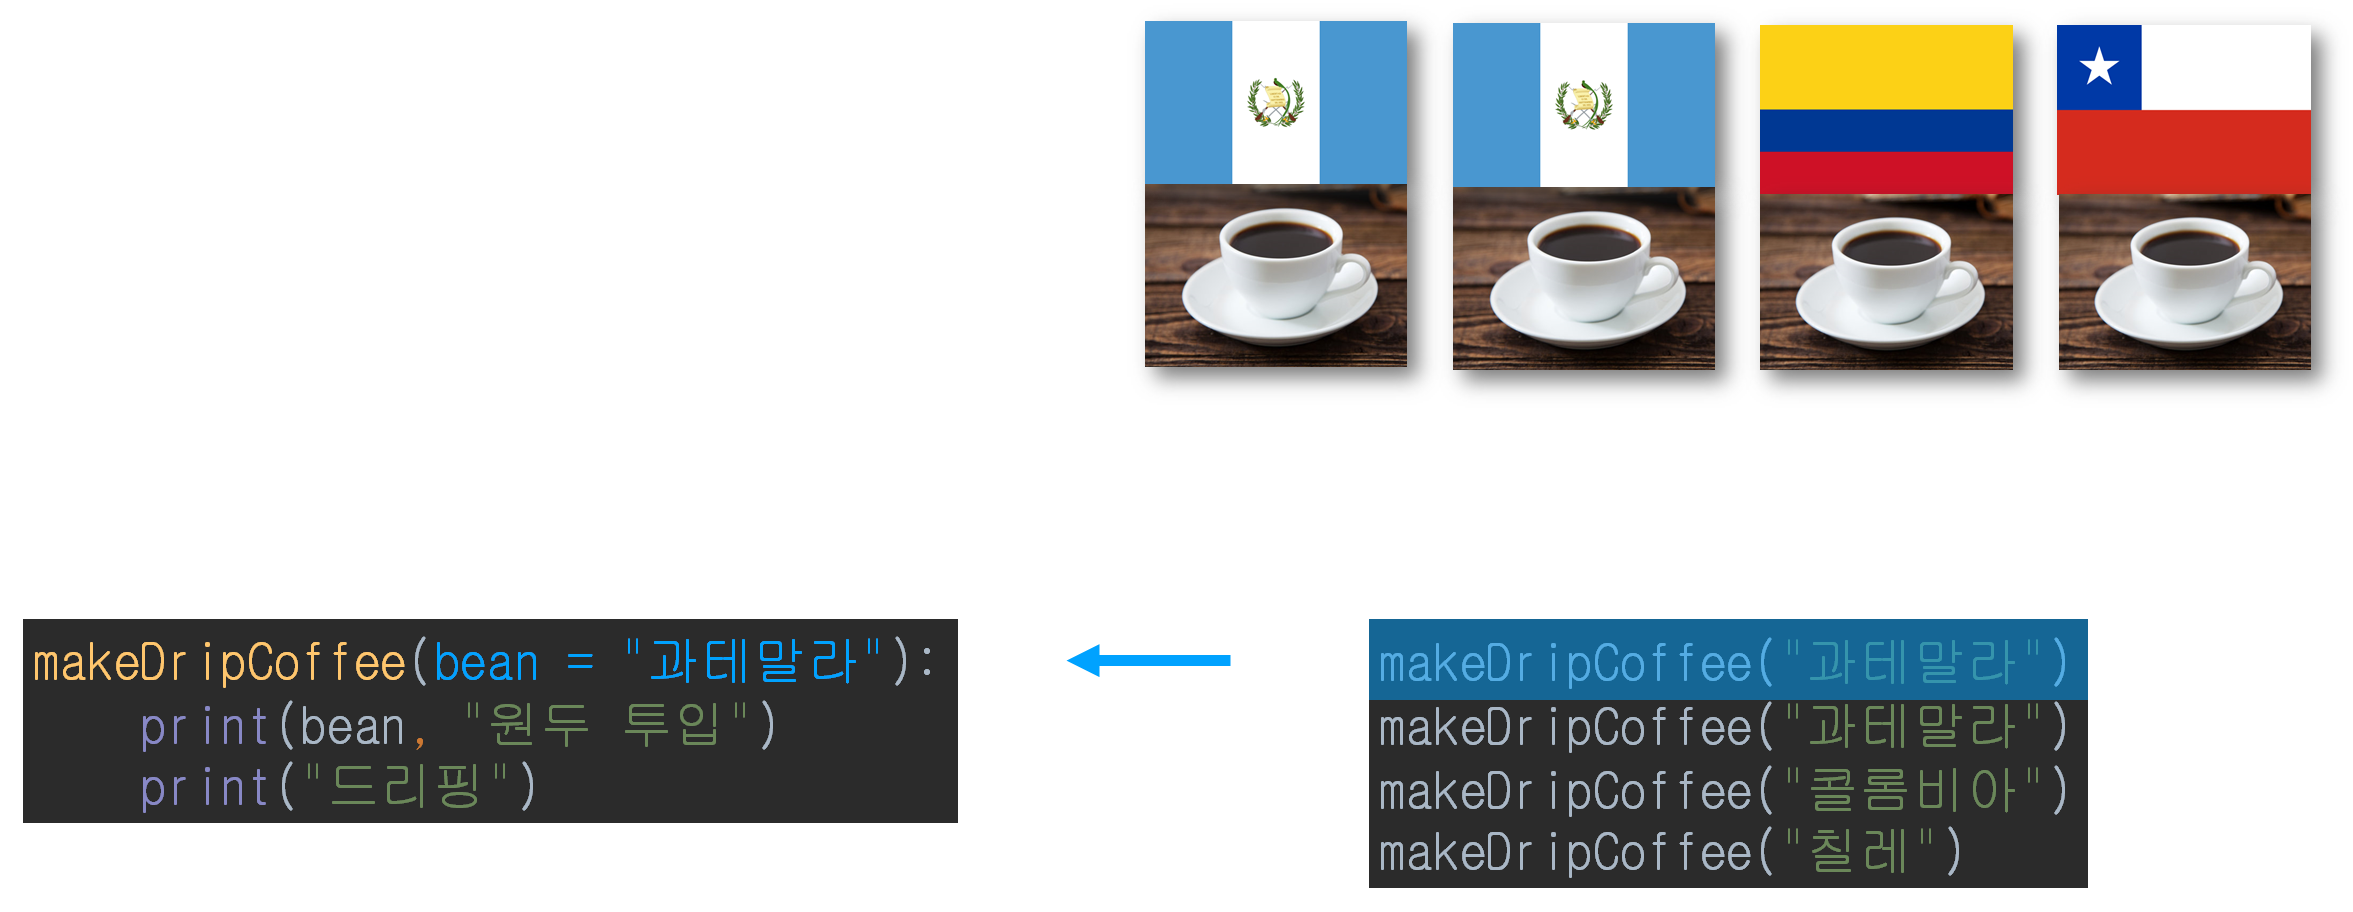 makeDripCoffee(bean = "과테말라"):
    print(bean, "원두 투입")
    print("드리핑")
makeDripCoffee("과테말라")
makeDripCoffee("과테말라")
makeDripCoffee("콜롬비아")
makeDripCoffee("칠레")